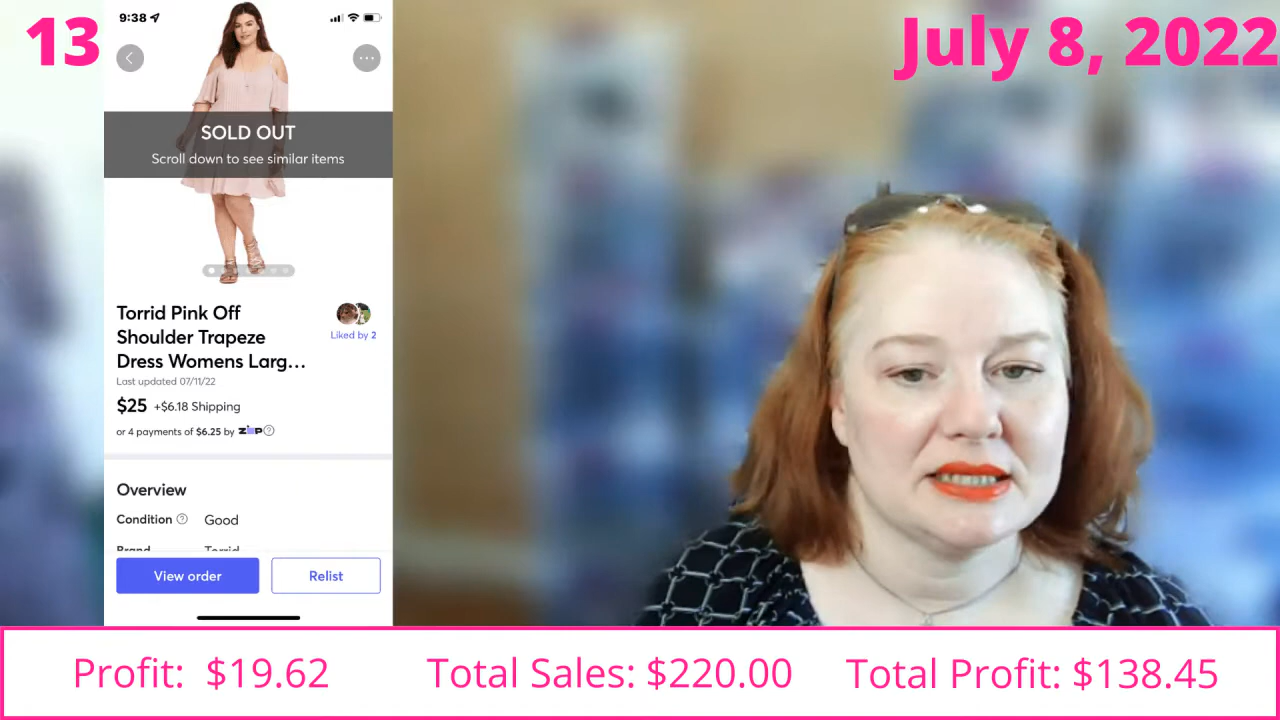 13
July 8, 2022
9:38
SOLD OUT
Scroll down to see similar items
Torrid Pink Off
Shoulder Trapeze
Dress Womens Larg...
Liked by 2
Last updated 07/11/22
$25 +$6.18 Shipping
or 4 payments of $6.25 by ZIP ?
Overview
Condition ? Good
Brand Torrid
View order
Relist
Profit: $19.62
Total Sales: $220.00
Total Profit: $138.45